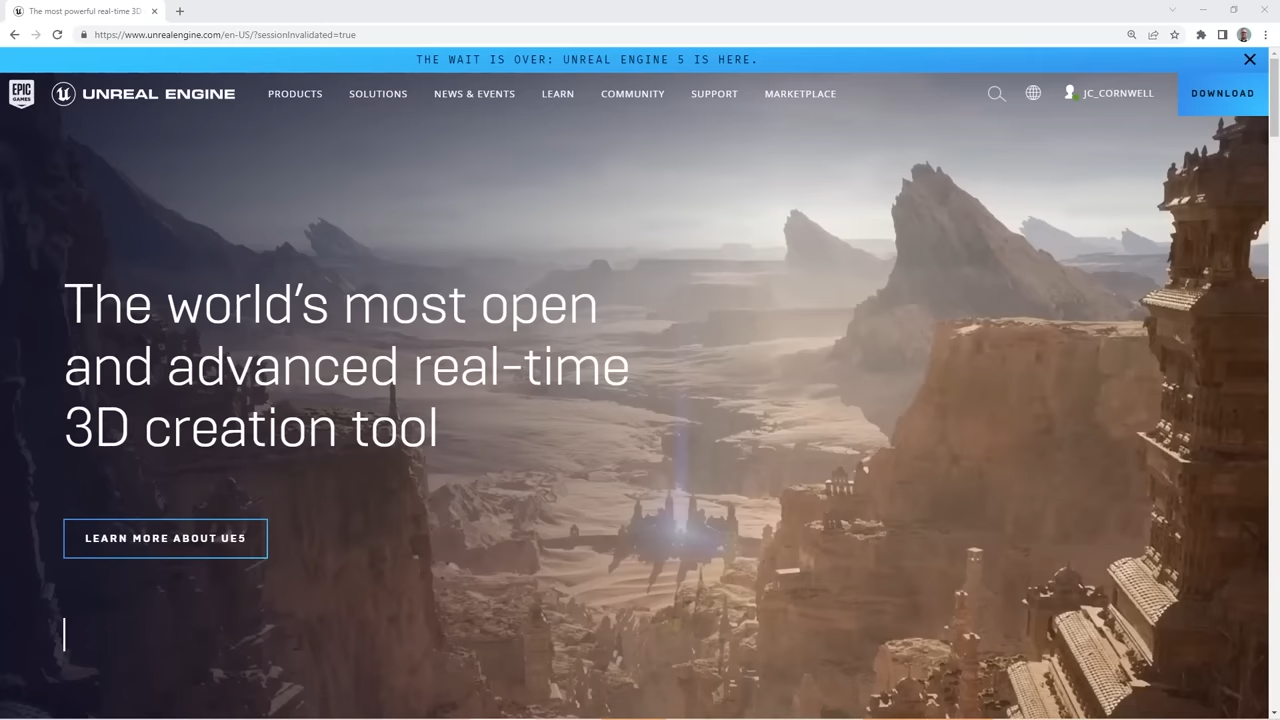 The most powerful real-time 3D
https://www.unrealengine.com/en-US/?sessionInvalidated=true
THE WAIT IS OVER: UNREAL ENGINE 5 IS HERE.
EPIC GAMES
UNREAL ENGINE
PRODUCTS
SOLUTIONS
NEWS & EVENTS
LEARN
COMMUNITY
SUPPORT
MARKETPLACE
JC_CORNWELL
DOWNLOAD
The world's most open
and advanced real-time
3D creation tool
LEARN MORE ABOUT UE5